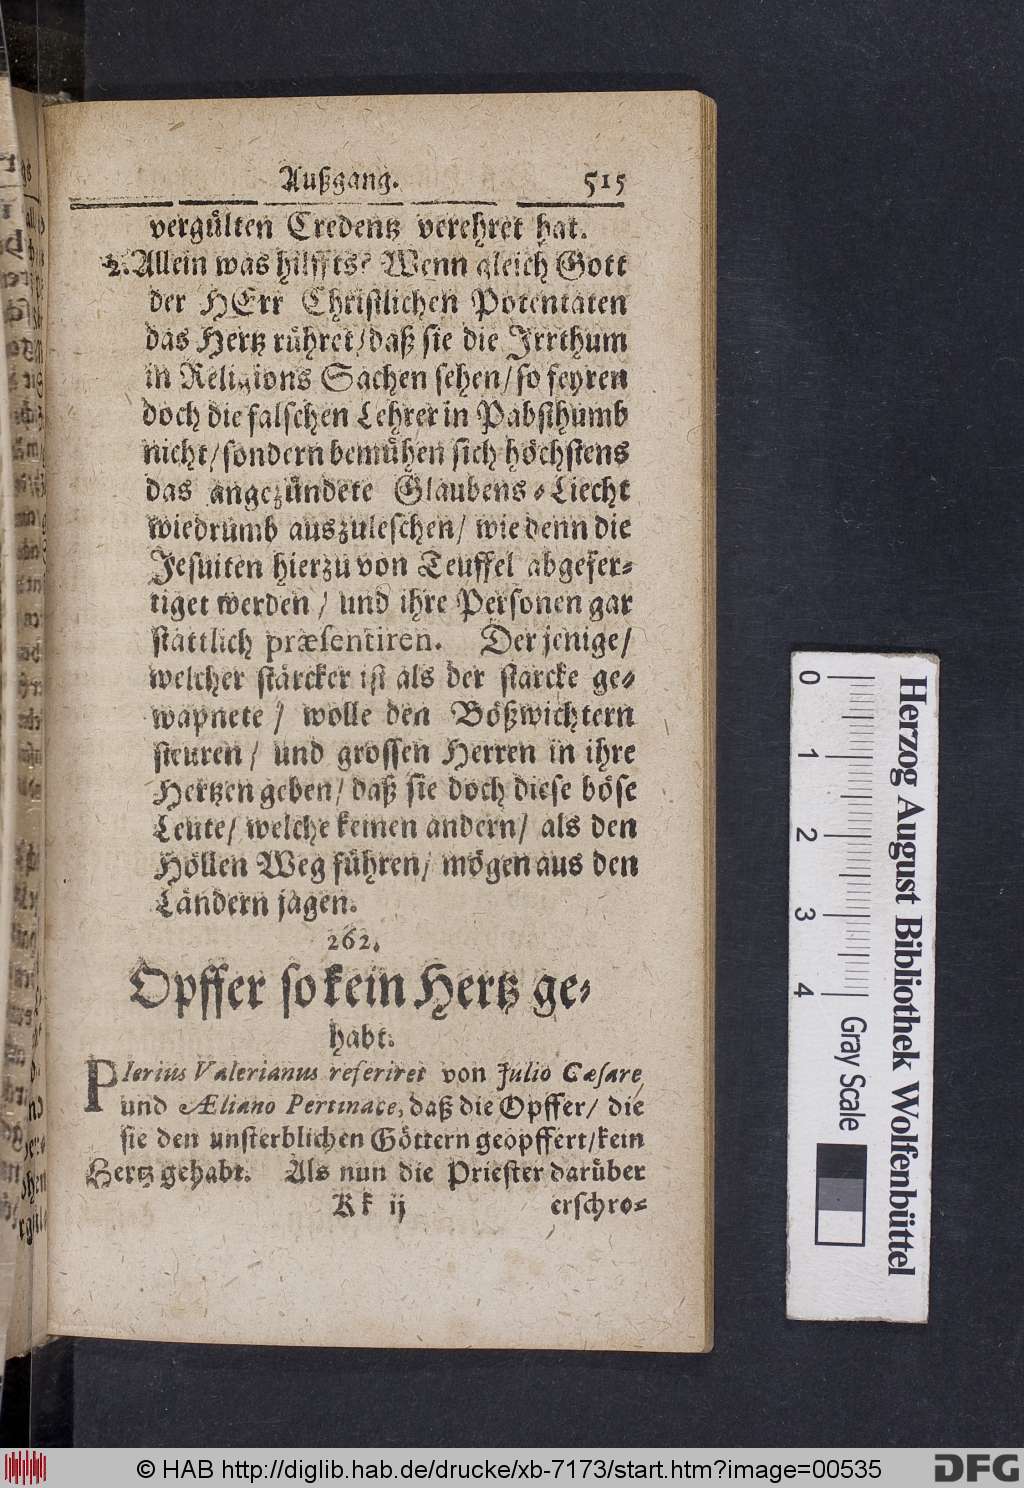 Außgang. 515
vergülten Credentz verehret hat.
2. Allein was hilffts? Wenn gleich Gott
der HErr Christlichen Potentaten
das Hertz rühret/daß sie die Irrthum
in Religions Sachen sehen/so feyren
doch die falschen Lehrer in Pabsthumb
nicht/sondern bemühen sich höchstens
das angezündete Glaubens-Liecht
wiedrumb auszuleschen/ wie denn die
Jesuiten hierzu von Teuffel abgefer-
tiget werden/ und ihre Personen gar
stattlich præsentiren. Der jenige/
welcher stärcker ist als der starcke ge-
wapnete/ wolle den Bößwichtern
steuren/ und grossen Herren in ihre
Hertzen geben/ daß sie doch diese böse
Leute/ welche keinen andern/ als den
Höllen Weg führen/ mögen aus den
Ländern jagen.
262.
Opffer so kein Hertz ge-
habt.
Plerius Valerianus referiret von Julio Cæsare,
und Æliano Pertinace, daß die Opffer/ die
sie den unsterblichen Göttern geopffert/kein
Hertz gehabt. Als nun die Priester darüber
Kk ij erschro-
Herzog August Bibliothek Wolfenbüttel
0 1 2 3 4 Gray Scale
© HAB http://diglib.hab.de/drucke/xb-7173/start.htm?image=00535
DFG